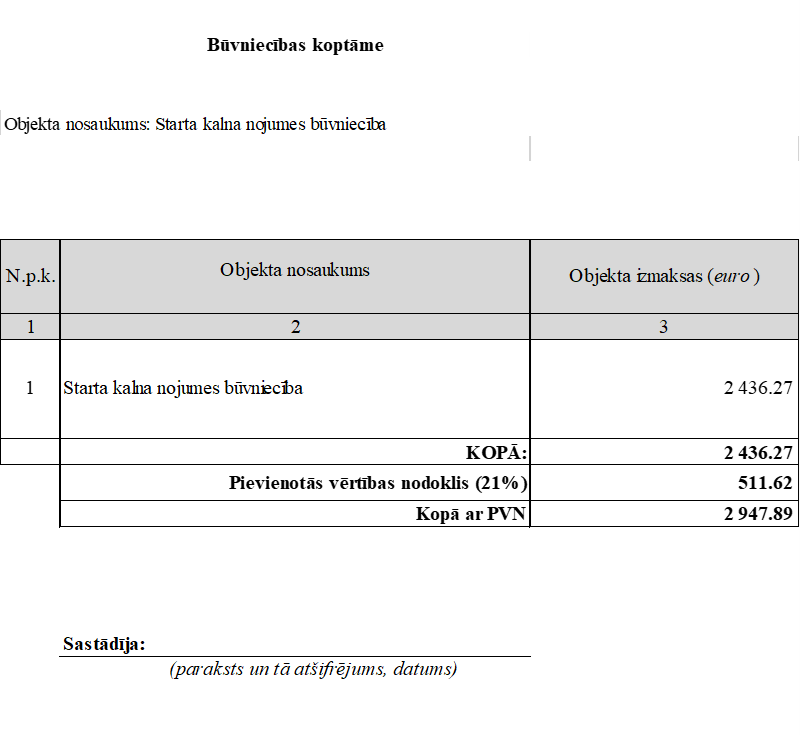 Būvniecības koptāme
Objekta nosaukums: Starta kalna nojumes būvniecība
N.p.k. Objekta nosaukums Objekta izmaksas (euro)
1 2 3
1 Starta kalna nojumes būvniecība 2 436.27
KOPĀ: 2 436.27
Pievienotās vērtības nodoklis (21%) 511.62
Kopā ar PVN 2 947.89
Sastādīja:
(paraksts un tā atšifrējums, datums)